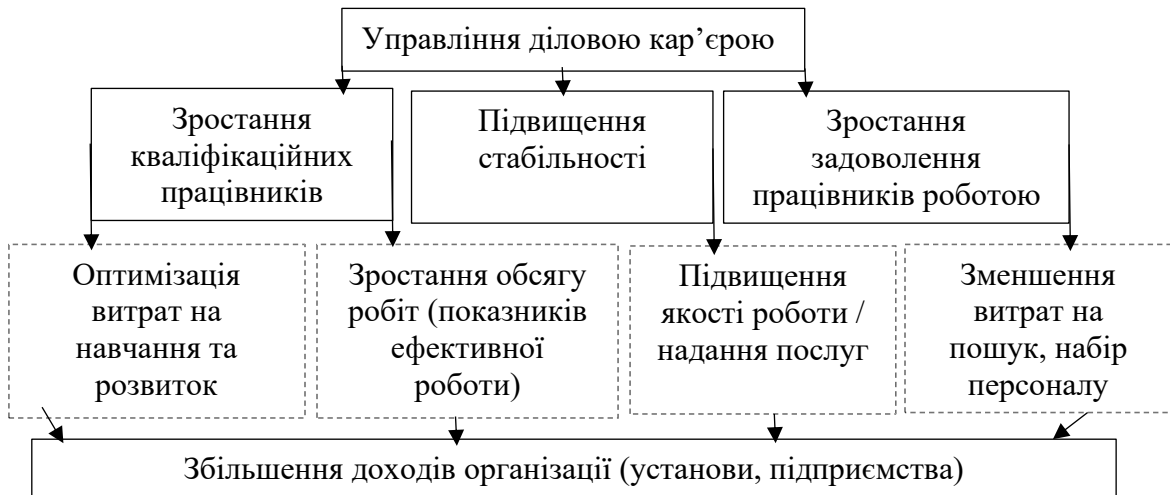 Управління діловою кар’єрою
Зростання
кваліфікаційних
працівників
Підвищення
стабільності
Зростання
задоволення
працівників роботою
Оптимізація
витрат на
навчання та
розвиток
Зростання обсягу
робіт (показників
ефективної
роботи)
Підвищення
якості роботи /
надання послуг
Зменшення
витрат на
пошук, набір
персоналу
Збільшення доходів організації (установи, підприємства)